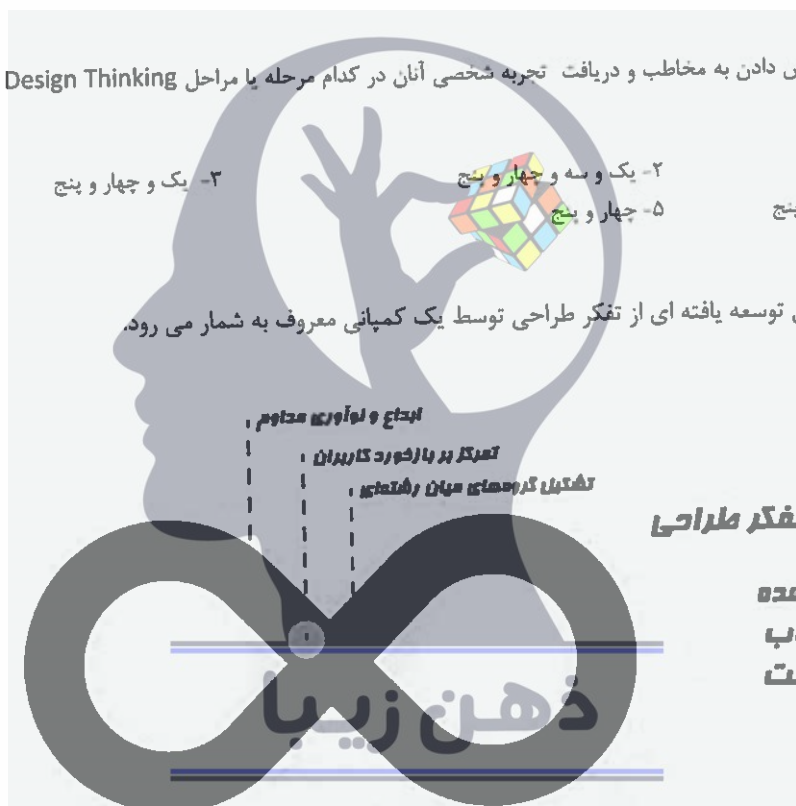 دادن به مخاطب و دریافت تجربه شخصی آنان در کدام مرحله یا مراحل Design Thinking
۲- یک و سه و چهار و پنج
۳- یک و چهار و پنج
پنج
۵- چهار و پنج
توسعه یافته ای از تفکر طراحی توسط یک کمپانی معروف به شمار می رود.
ابداع و نوآوری مداوم
تمرکز بر بازخورد کاربران
تشکیل گروه‌های میان رشته‌ای
تفکر طراحی
ذهن زیبا